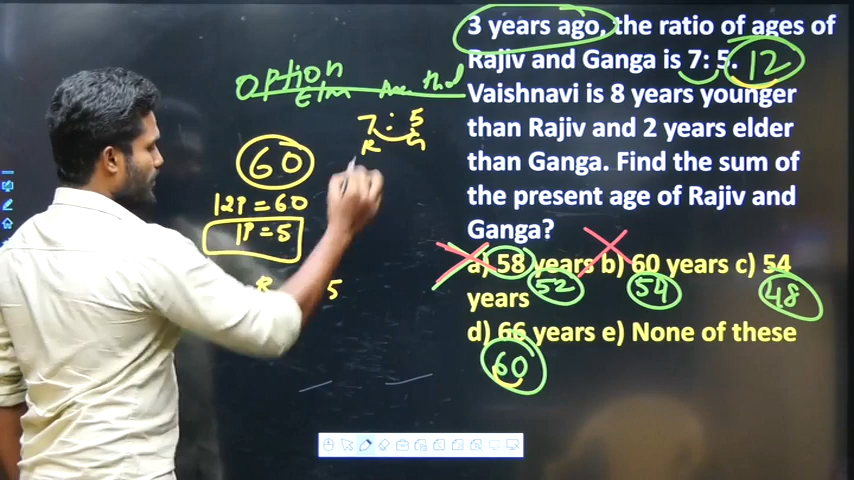 3 years ago, the ratio of ages of
Rajiv and Ganga is 7: 5. 12
Vaishnavi is 8 years younger
than Rajiv and 2 years elder
than Ganga. Find the sum of
the present age of Rajiv and
Ganga?
a) 58 years b) 60 years c) 54
52 54 48
years
d) 66 years e) None of these
60
option
7 : 5
R G
60
12P = 60
1P = 5
R 5